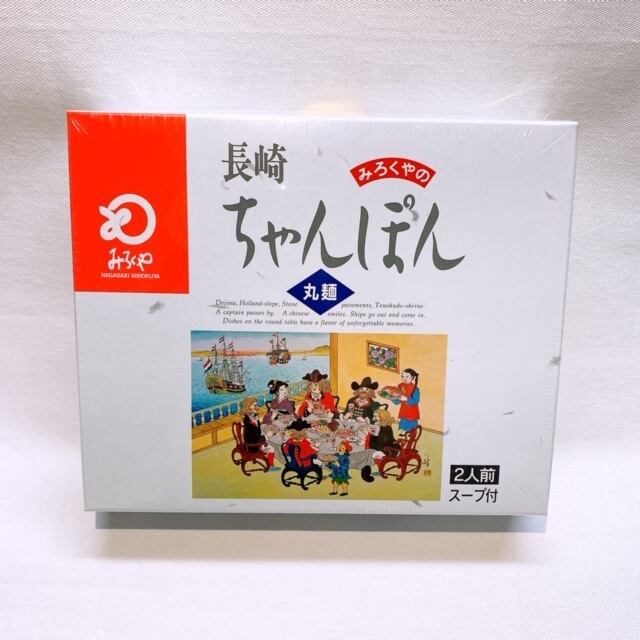 みろくや
NAGASAKI MIROKUYA
長崎
みろくやの
ちゃんぽん
丸麺
Dejima, Holland-slope, Stone pavements, Tenshudo-shrine.
A captain passes by. A chinese smiles. Ships go out and come in.
Dishes on the round table have a flavor of unforgettable memories.
2人前
スープ付